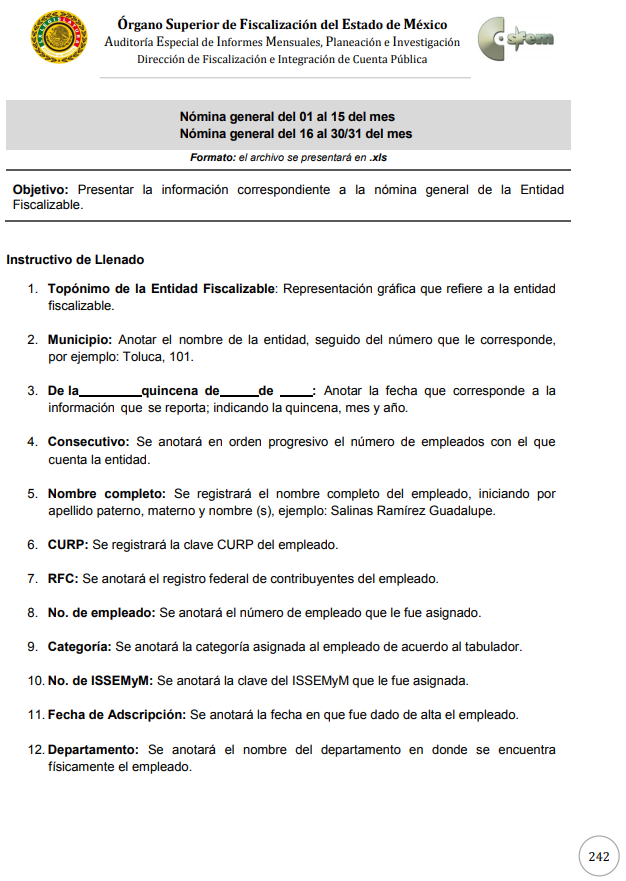 Órgano Superior de Fiscalización del Estado de México
Auditoría Especial de Informes Mensuales, Planeación e Investigación
Dirección de Fiscalización e Integración de Cuenta Pública
osfem
Nómina general del 01 al 15 del mes
Nómina general del 16 al 30/31 del mes
Formato: el archivo se presentará en .xls
Objetivo: Presentar la información correspondiente a la nómina general de la Entidad
Fiscalizable.
Instructivo de Llenado
1. Topónimo de la Entidad Fiscalizable: Representación gráfica que refiere a la entidad
fiscalizable.
2. Municipio: Anotar el nombre de la entidad, seguido del número que le corresponde,
por ejemplo: Toluca, 101.
3. De la_________quincena de_____de _____: Anotar la fecha que corresponde a la
información que se reporta; indicando la quincena, mes y año.
4. Consecutivo: Se anotará en orden progresivo el número de empleados con el que
cuenta la entidad.
5. Nombre completo: Se registrará el nombre completo del empleado, iniciando por
apellido paterno, materno y nombre (s), ejemplo: Salinas Ramírez Guadalupe.
6. CURP: Se registrará la clave CURP del empleado.
7. RFC: Se anotará el registro federal de contribuyentes del empleado.
8. No. de empleado: Se anotará el número de empleado que le fue asignado.
9. Categoría: Se anotará la categoría asignada al empleado de acuerdo al tabulador.
10. No. de ISSEMyM: Se anotará la clave del ISSEMyM que le fue asignada.
11. Fecha de Adscripción: Se anotará la fecha en que fue dado de alta el empleado.
12. Departamento: Se anotará el nombre del departamento en donde se encuentra
físicamente el empleado.
242